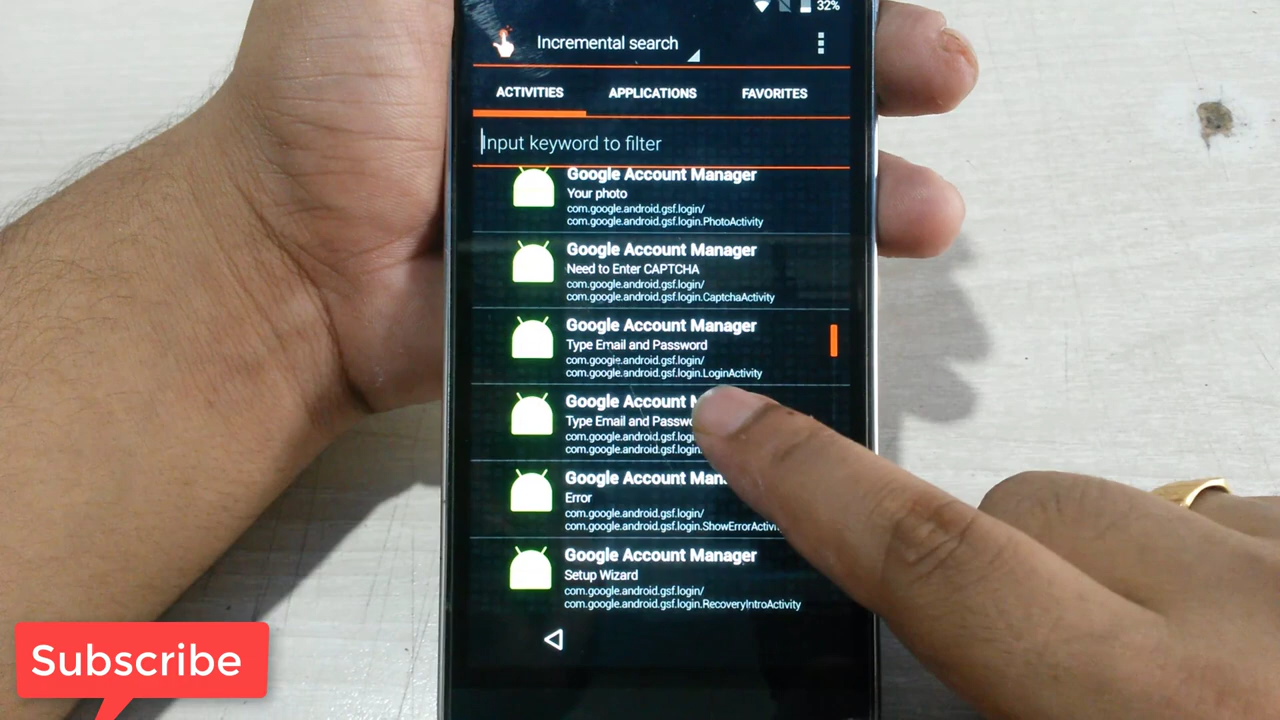 32%
Incremental search
ACTIVITIES APPLICATIONS FAVORITES
Input keyword to filter
Google Account Manager
Your photo
com.google.android.gsf.login/
com.google.android.gsf.login.PhotoActivity
Google Account Manager
Need to Enter CAPTCHA
com.google.android.gsf.login/
com.google.android.gsf.login.CaptchaActivity
Google Account Manager
Type Email and Password
com.google.android.gsf.login/
com.google.android.gsf.login.LoginActivity
Google Account
Type Email and
com.google.android.gsf.
com.google.android.gsf.login.
Google Account
Error
com.google.android.gsf.login/
com.google.android.gsf.login.ShowErrorActivi
Google Account Manager
Setup Wizard
com.google.android.gsf.login/
com.google.android.gsf.login.RecoveryIntroActivity
Subscribe